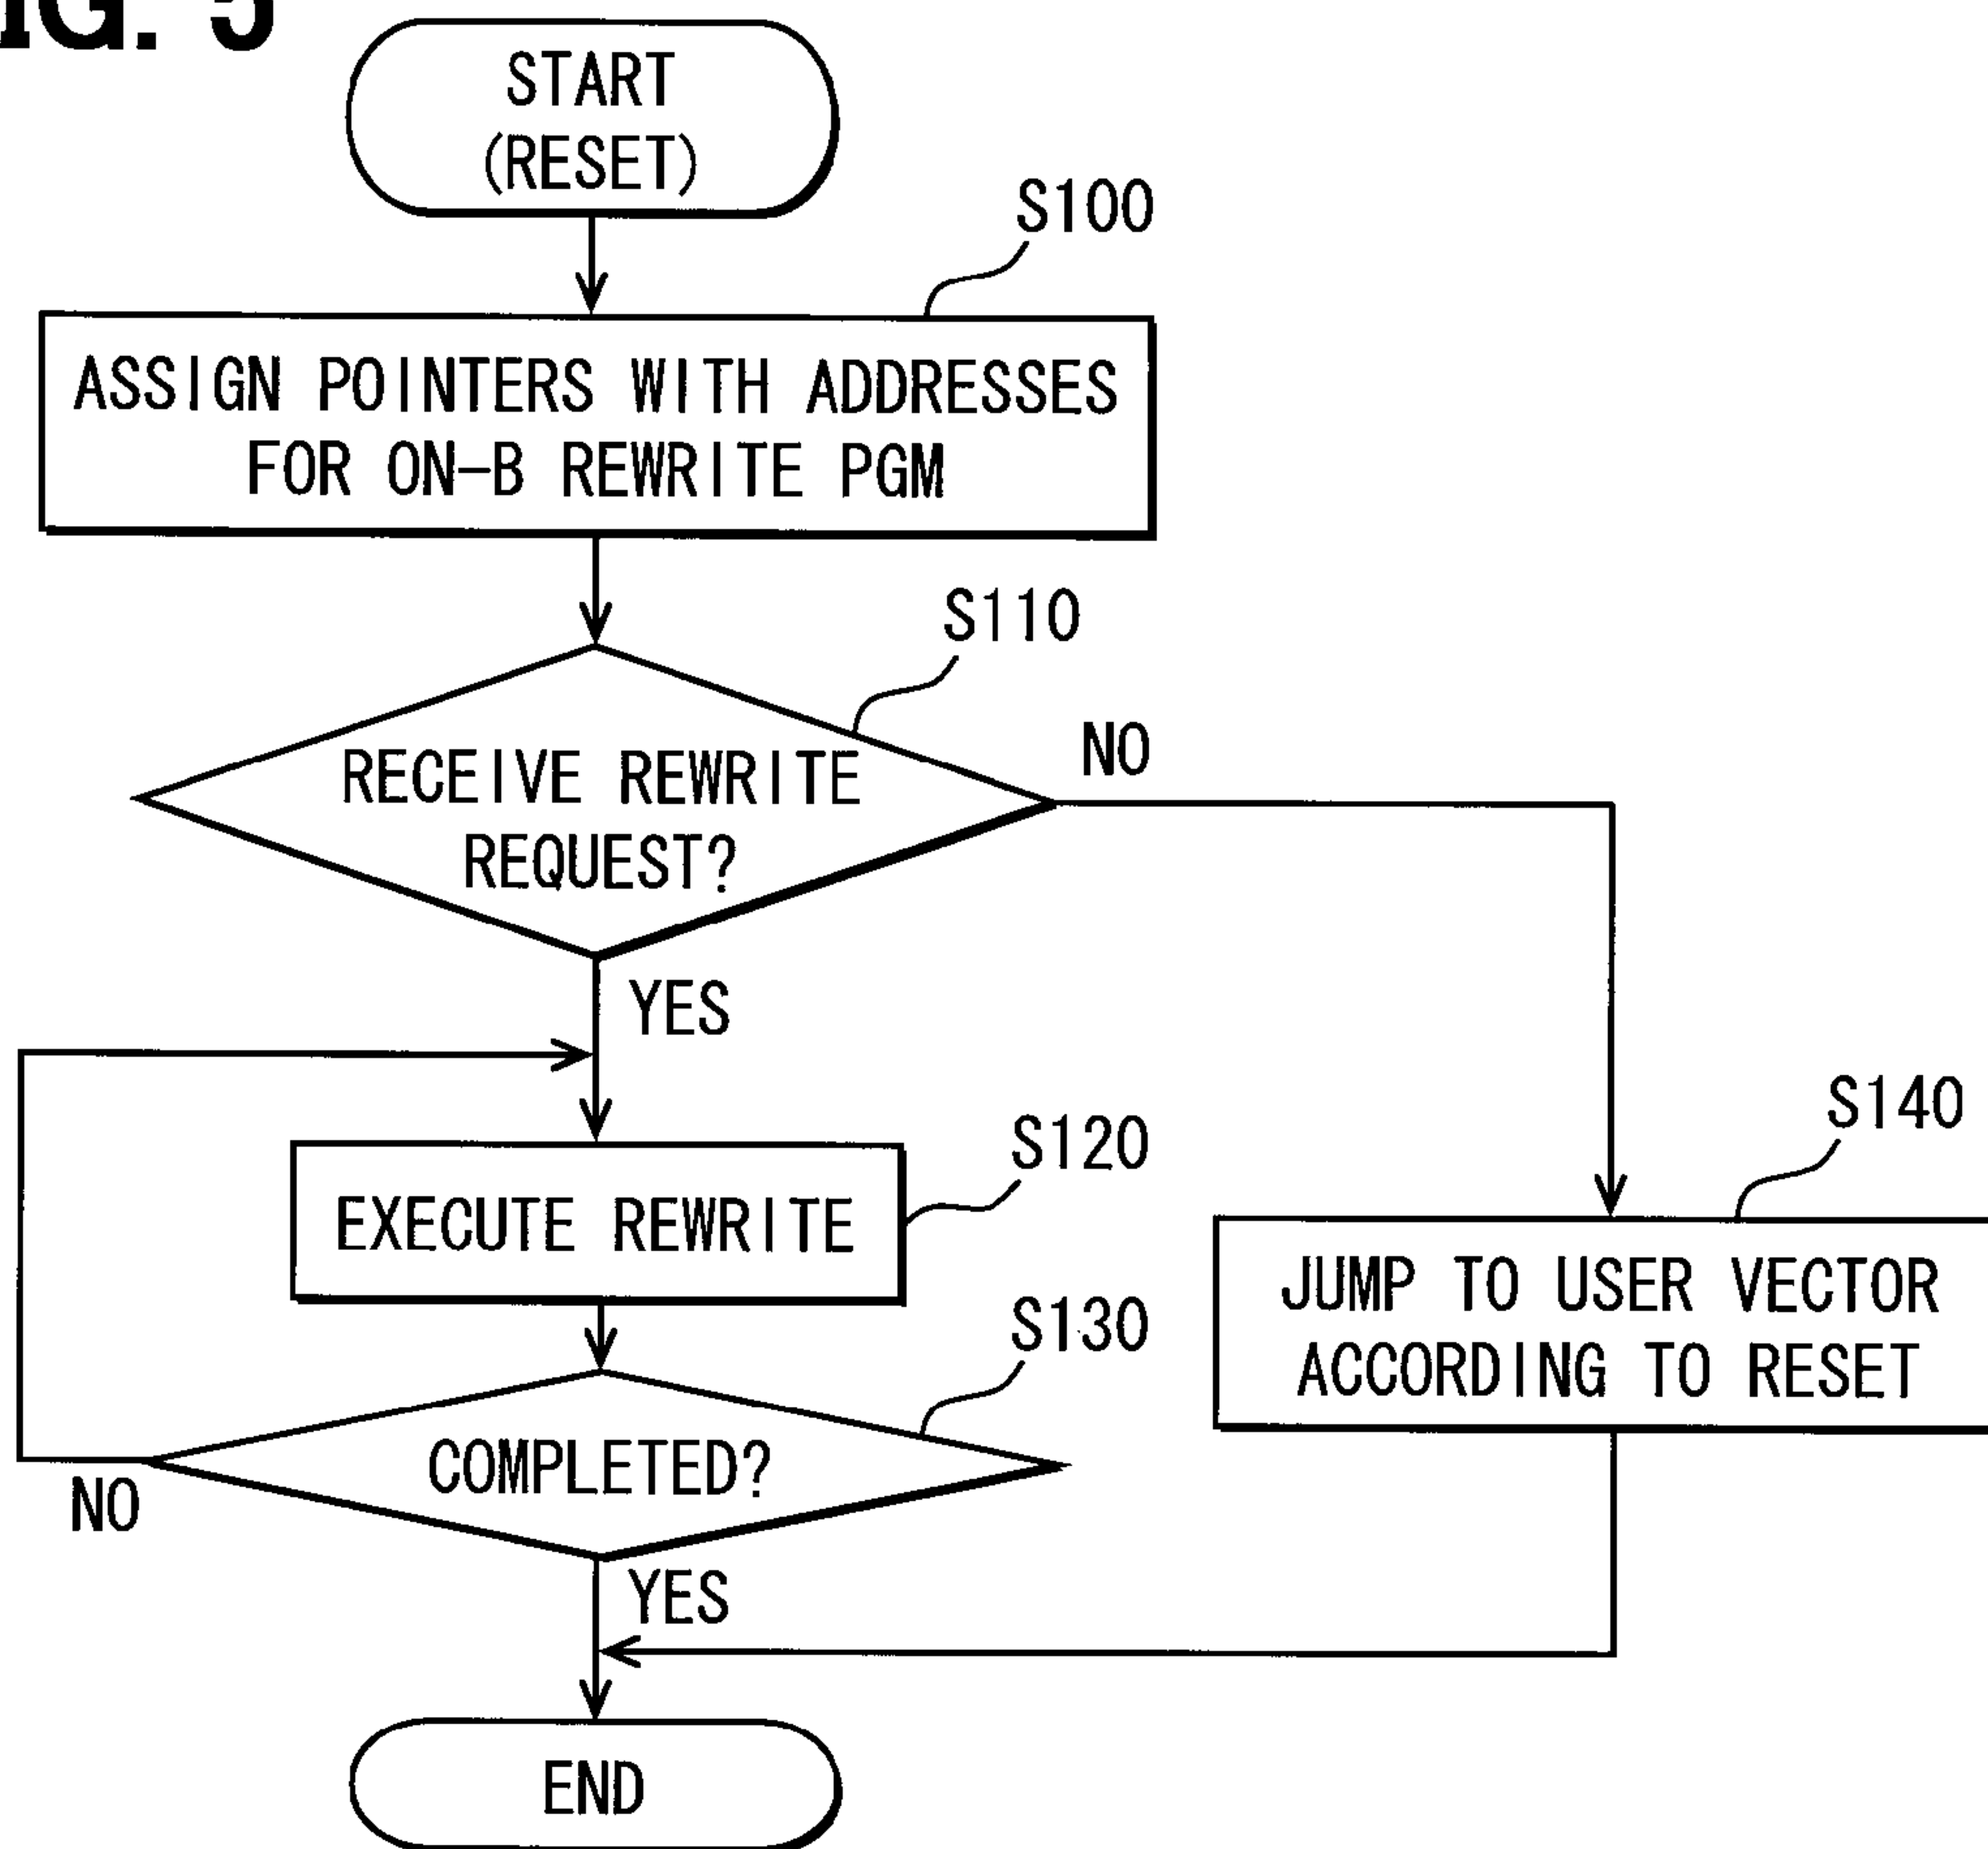 IG. 5
START
(RESET)
S100
ASSIGN POINTERS WITH ADDRESSES
FOR ON-B REWRITE PGM
S110
RECEIVE REWRITE
REQUEST?
NO
YES
S120
EXECUTE REWRITE
S140
JUMP TO USER VECTOR
ACCORDING TO RESET
S130
COMPLETED?
NO
YES
END